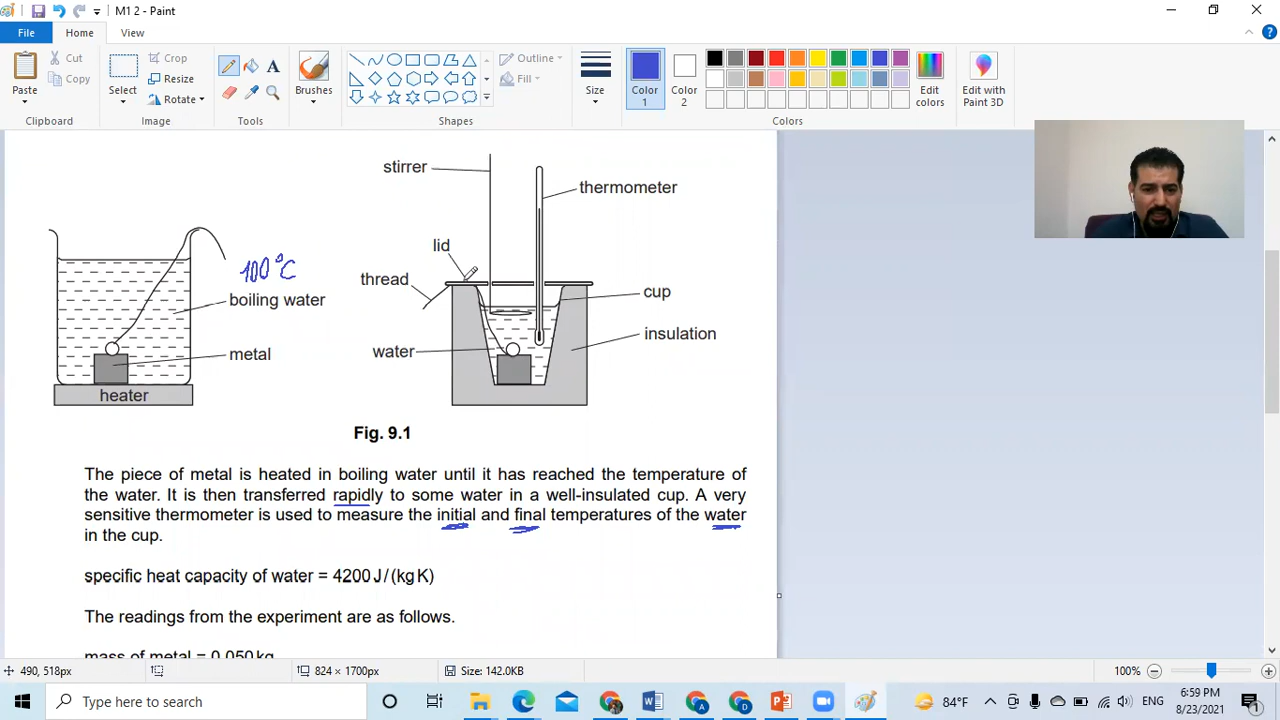 M1 2 - Paint
File
Home
View
Paste
Cut
Copy
Clipboard
Select
Crop
Resize
Rotate
Image
Tools
Brushes
Outline
Fill
Shapes
Size
Color 1
Color 2
Edit colors
Edit with Paint 3D
Colors
stirrer
thermometer
lid
thread
100°C
boiling water
cup
insulation
water
metal
heater
Fig. 9.1
The piece of metal is heated in boiling water until it has reached the temperature of
the water. It is then transferred rapidly to some water in a well-insulated cup. A very
sensitive thermometer is used to measure the initial and final temperatures of the water
in the cup.
specific heat capacity of water = 4200 J/(kg K)
The readings from the experiment are as follows.
mass of metal = 0.050 kg
490, 518px
824 × 1700px
Size: 142.0KB
100%
Type here to search
84°F
ENG
6:59 PM
8/23/2021